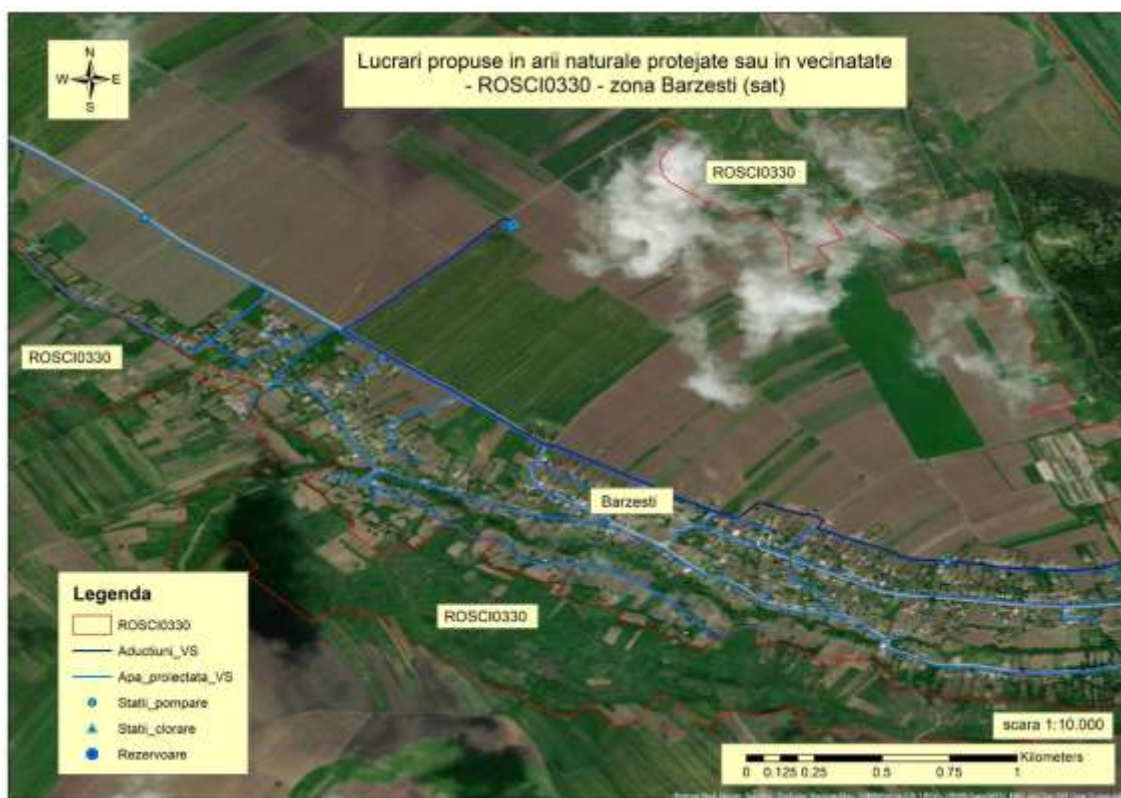 N
W E
S
Lucrari propuse in arii naturale protejate sau in vecinatate
- ROSCI0330 - zona Barzesti (sat)
ROSCI0330
ROSCI0330
Barzesti
ROSCI0330
Legenda
ROSCI0330
Aductiuni_VS
Apa_proiectata_VS
Statii_pompare
Statii_clorare
Rezervoare
scara 1:10.000
Kilometers
0 0.125 0.25 0.5 0.75 1